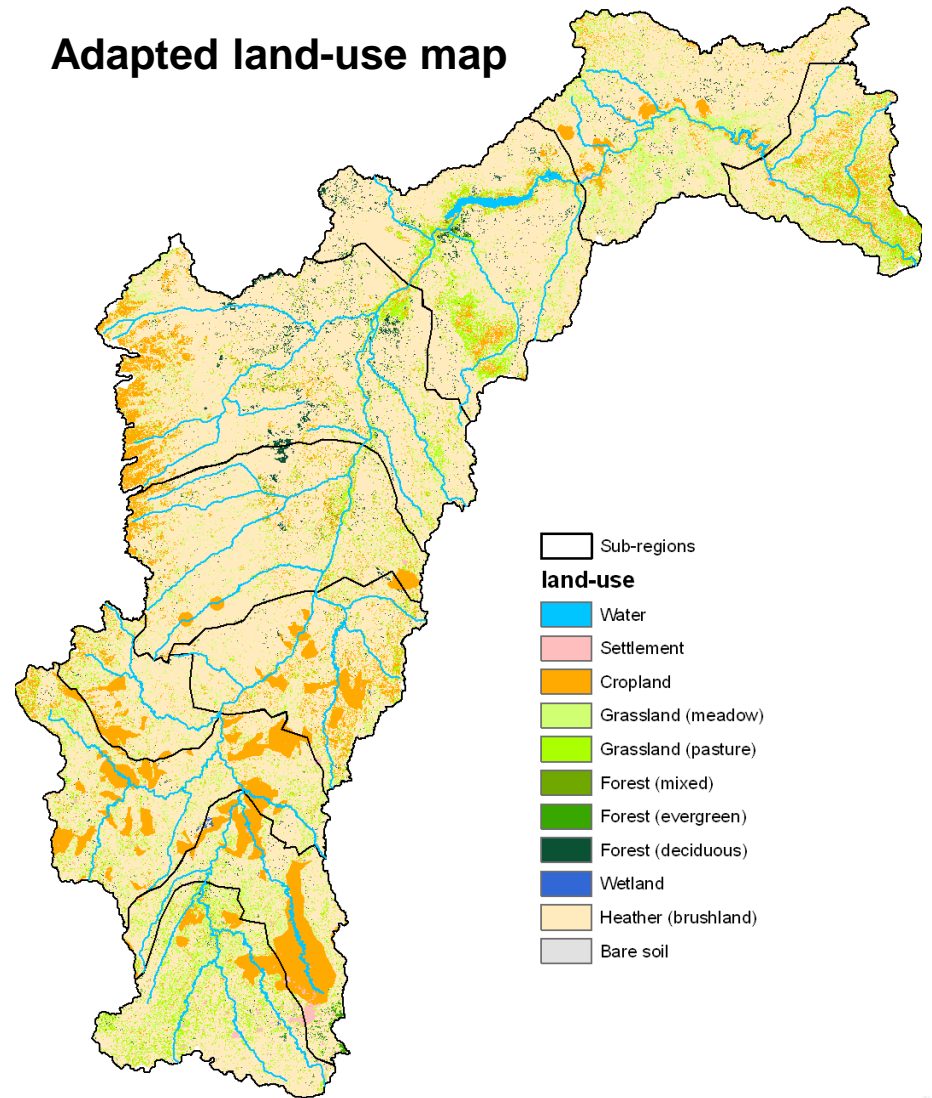 Adapted land-use map
Sub-regions
land-use
Water
Settlement
Cropland
Grassland (meadow)
Grassland (pasture)
Forest (mixed)
Forest (evergreen)
Forest (deciduous)
Wetland
Heather (brushland)
Bare soil